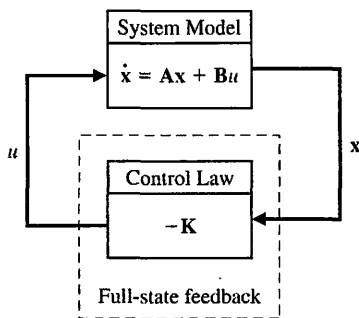 System Model
ẋ = Ax + Bu
u
x
Control Law
−K
Full-state feedback